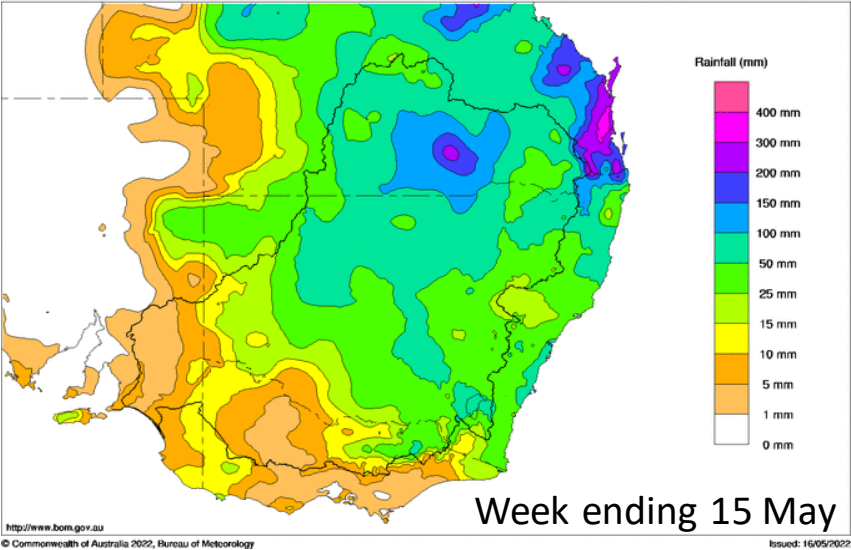 Rainfall (mm)
400 mm
300 mm
200 mm
150 mm
100 mm
50 mm
25 mm
15 mm
10 mm
5 mm
1 mm
0 mm
Week ending 15 May
http://www.bom.gov.au
© Commonwealth of Australia 2022, Bureau of Meteorology
Issued: 16/05/2022